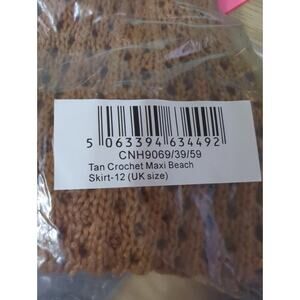 5 063394 634492
CNH9069/39/59
Tan Crochet Maxi Beach
Skirt-12 (UK size)